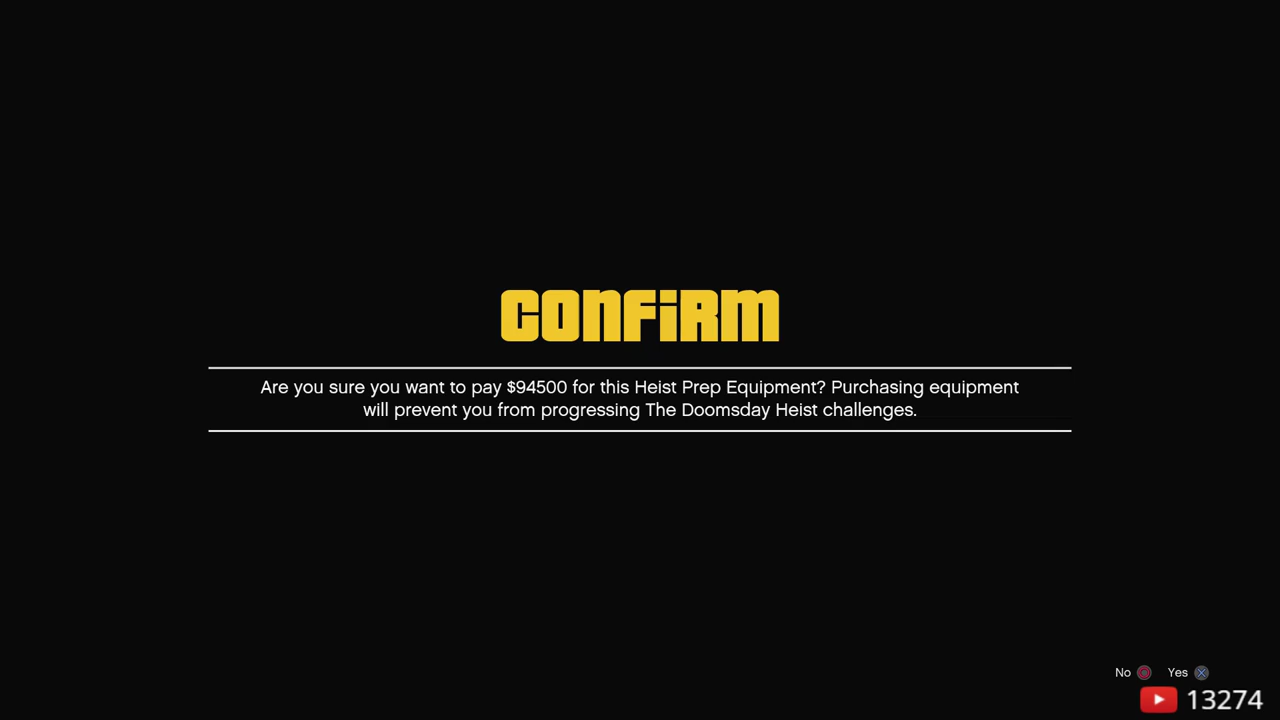 CONFiRM
Are you sure you want to pay $94500 for this Heist Prep Equipment? Purchasing equipment
will prevent you from progressing The Doomsday Heist challenges.
No Yes
13274